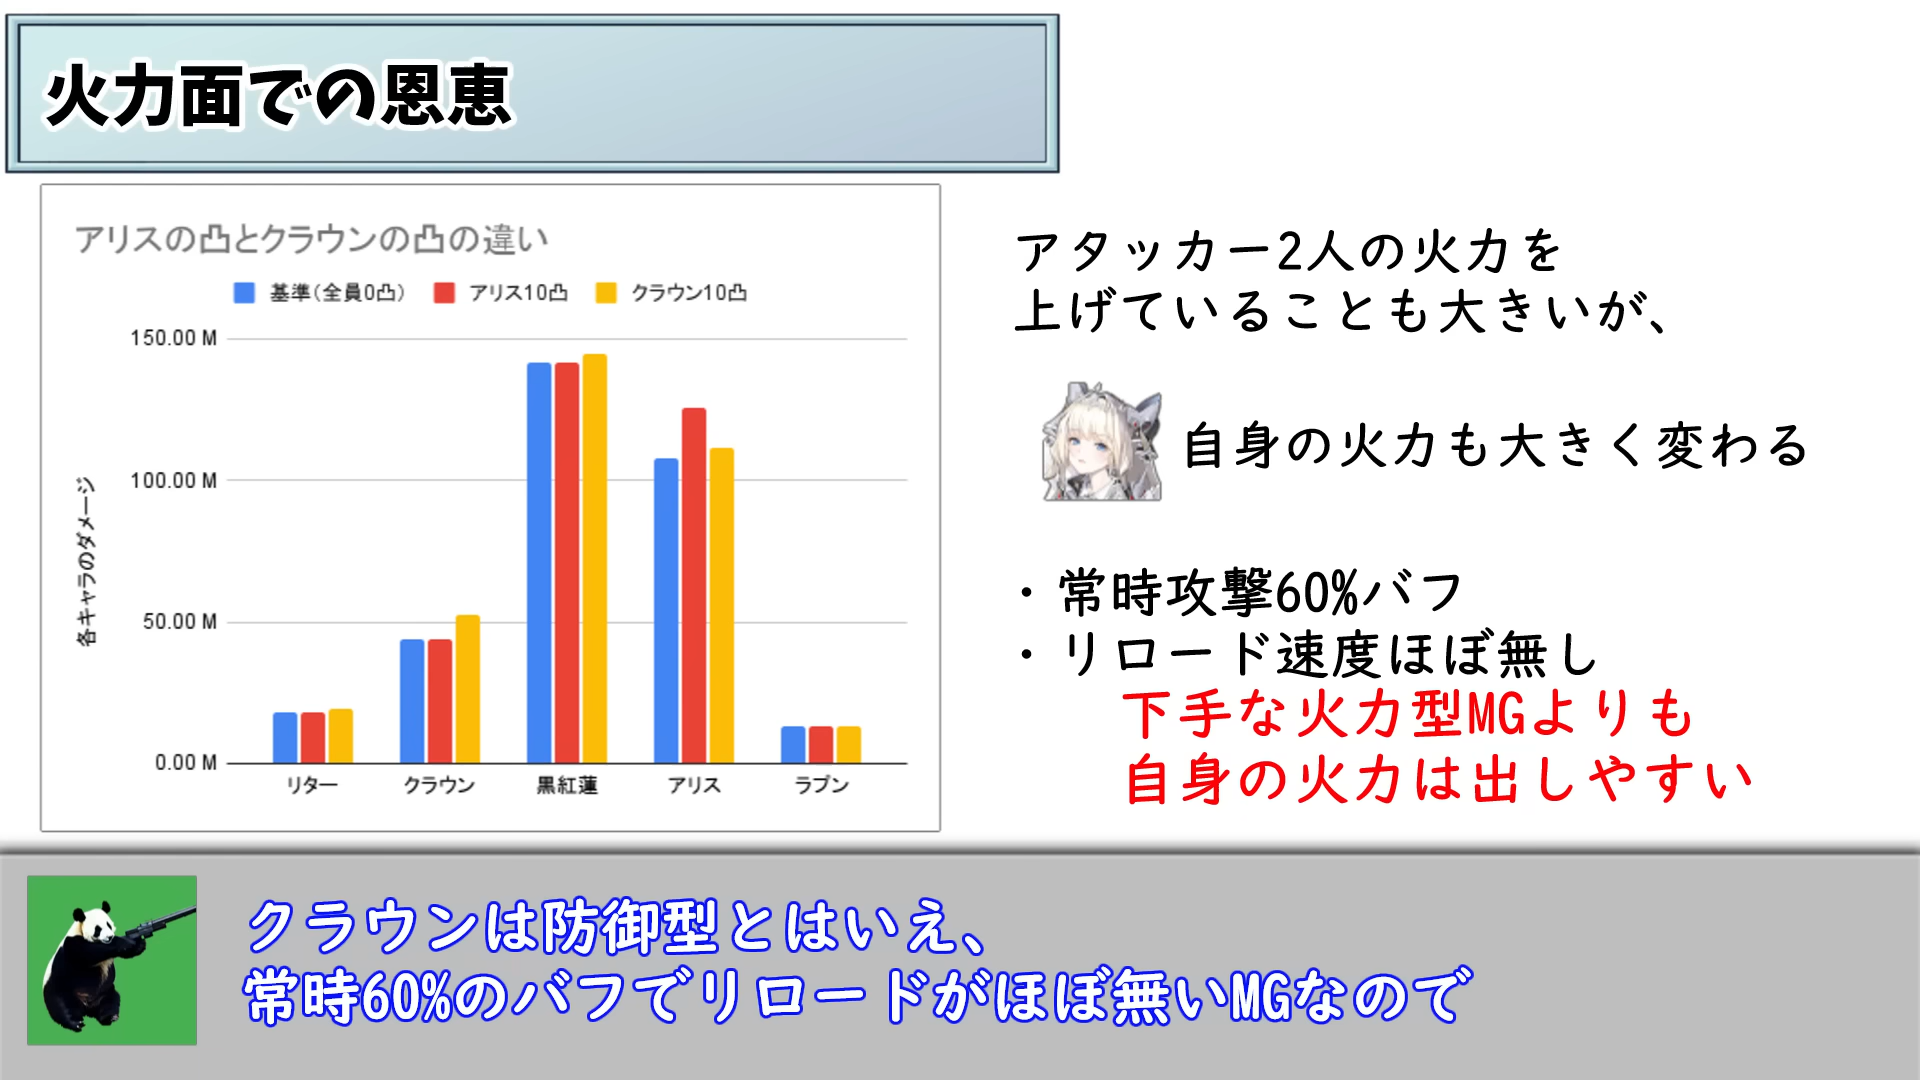 火力面での恩恵
アリスの凸とクラウンの凸の違い
基準(全員0凸) アリス10凸 クラウン10凸
各キャラのダメージ
150.00 M
100.00 M
50.00 M
0.00 M
リター クラウン 黒紅蓮 アリス ラプン
アタッカー2人の火力を
上げていることも大きいが、
自身の火力も大きく変わる
・常時攻撃60%バフ
・リロード速度ほぼ無し
下手な火力型MGよりも
自身の火力は出しやすい
クラウンは防御型とはいえ、
常時60%のバフでリロードがほぼ無いMGなので